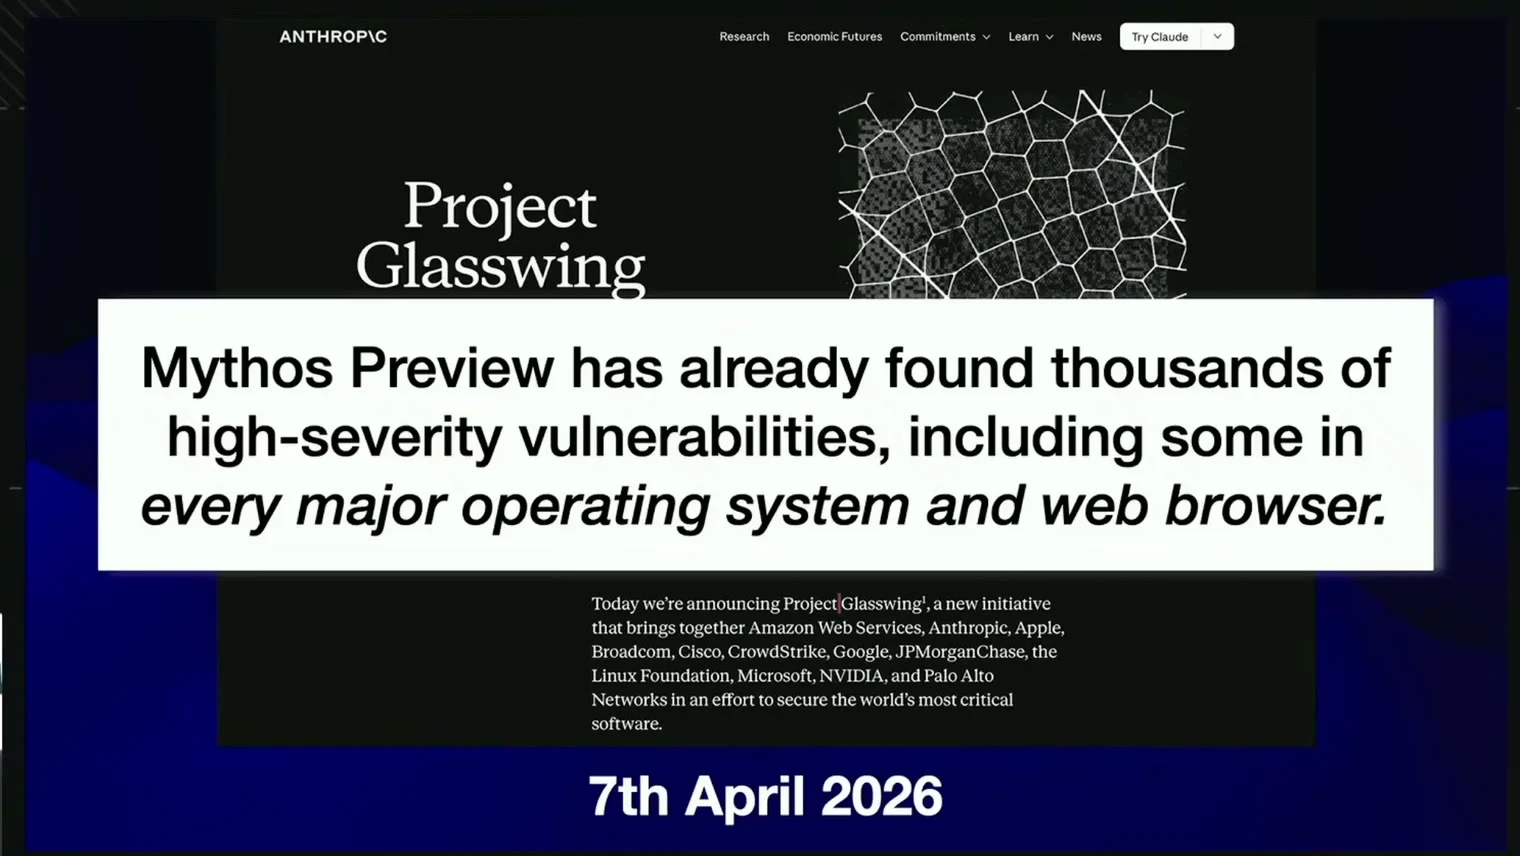 ANTHROP\C
Research Economic Futures Commitments Learn News Try Claude
Project
Glasswing
Mythos Preview has already found thousands of
high-severity vulnerabilities, including some in
every major operating system and web browser.
Today we're announcing Project Glasswing¹, a new initiative
that brings together Amazon Web Services, Anthropic, Apple,
Broadcom, Cisco, CrowdStrike, Google, JPMorganChase, the
Linux Foundation, Microsoft, NVIDIA, and Palo Alto
Networks in an effort to secure the world's most critical
software.
7th April 2026